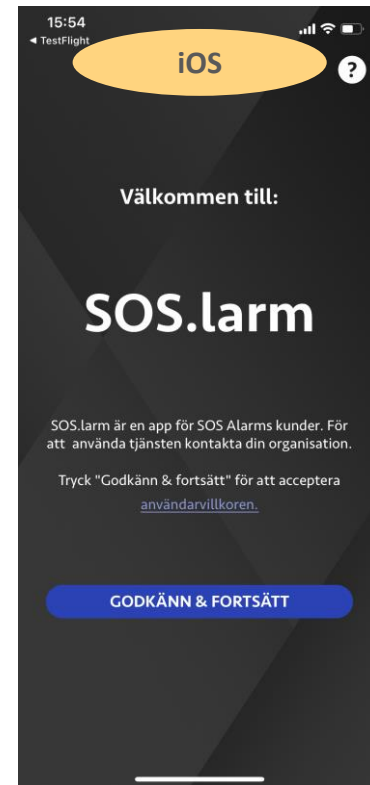 15:54
◀ TestFlight
iOS
?
Välkommen till:
SOS.larm
SOS.larm är en app för SOS Alarms kunder. För
att använda tjänsten kontakta din organisation.
Tryck "Godkänn & fortsätt" för att acceptera
användarvillkoren.
GODKÄNN & FORTSÄTT